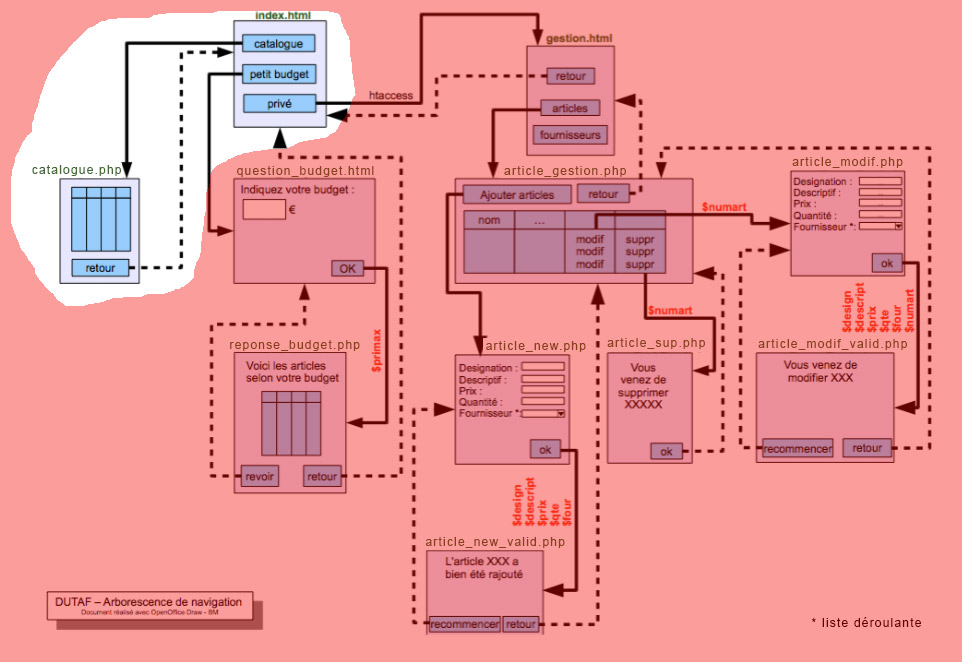 index.html
catalogue
petit budget
privé
htaccess
gestion.html
retour
articles
fournisseurs
catalogue.php
retour
question_budget.html
Indiquez votre budget :
€
OK
$primax
reponse_budget.php
Voici les articles
selon votre budget
revoir
retour
article_gestion.php
Ajouter articles
retour
nom
...
modif suppr
modif suppr
modif suppr
$numart
$numart
article_modif.php
Designation :
Descriptif :
Prix :
Quantité :
Fournisseur *:
ok
$design
$descript
$prix
$qte
$four
$numart
article_modif_valid.php
Vous venez de
modifier XXX
recommencer
retour
article_sup.php
Vous
venez de
supprimer
XXXXX
ok
article_new.php
Designation :
Descriptif :
Prix :
Quantité :
Fournisseur *:
ok
$design
$descript
$prix
$qte
$four
article_new_valid.php
L'article XXX a
bien été rajouté
recommencer
retour
DUTAF – Arborescence de navigation
Document réalisé avec OpenOffice Draw - BM
* liste déroulante